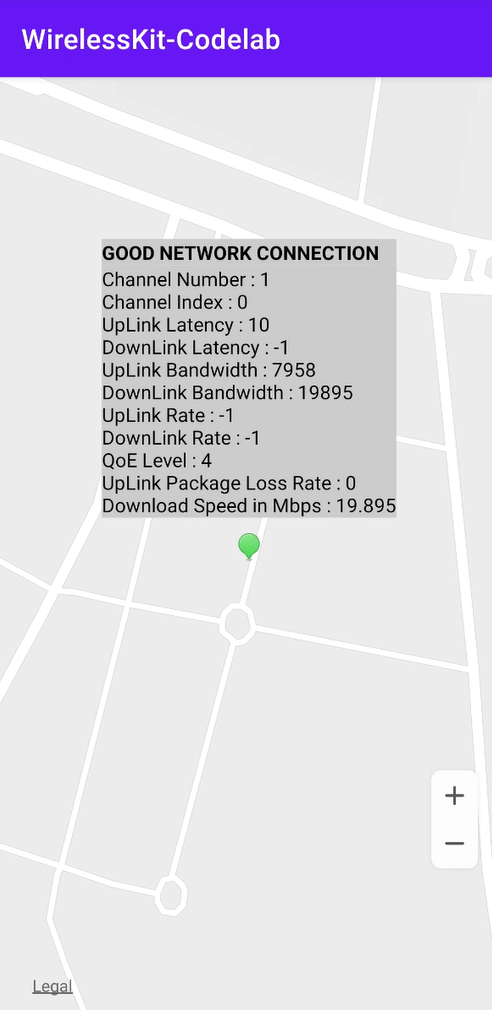 WirelessKit-Codelab
GOOD NETWORK CONNECTION
Channel Number : 1
Channel Index : 0
UpLink Latency : 10
DownLink Latency : -1
UpLink Bandwidth : 7958
DownLink Bandwidth : 19895
UpLink Rate : -1
DownLink Rate : -1
QoE Level : 4
UpLink Package Loss Rate : 0
Download Speed in Mbps : 19.895
+
−
Legal